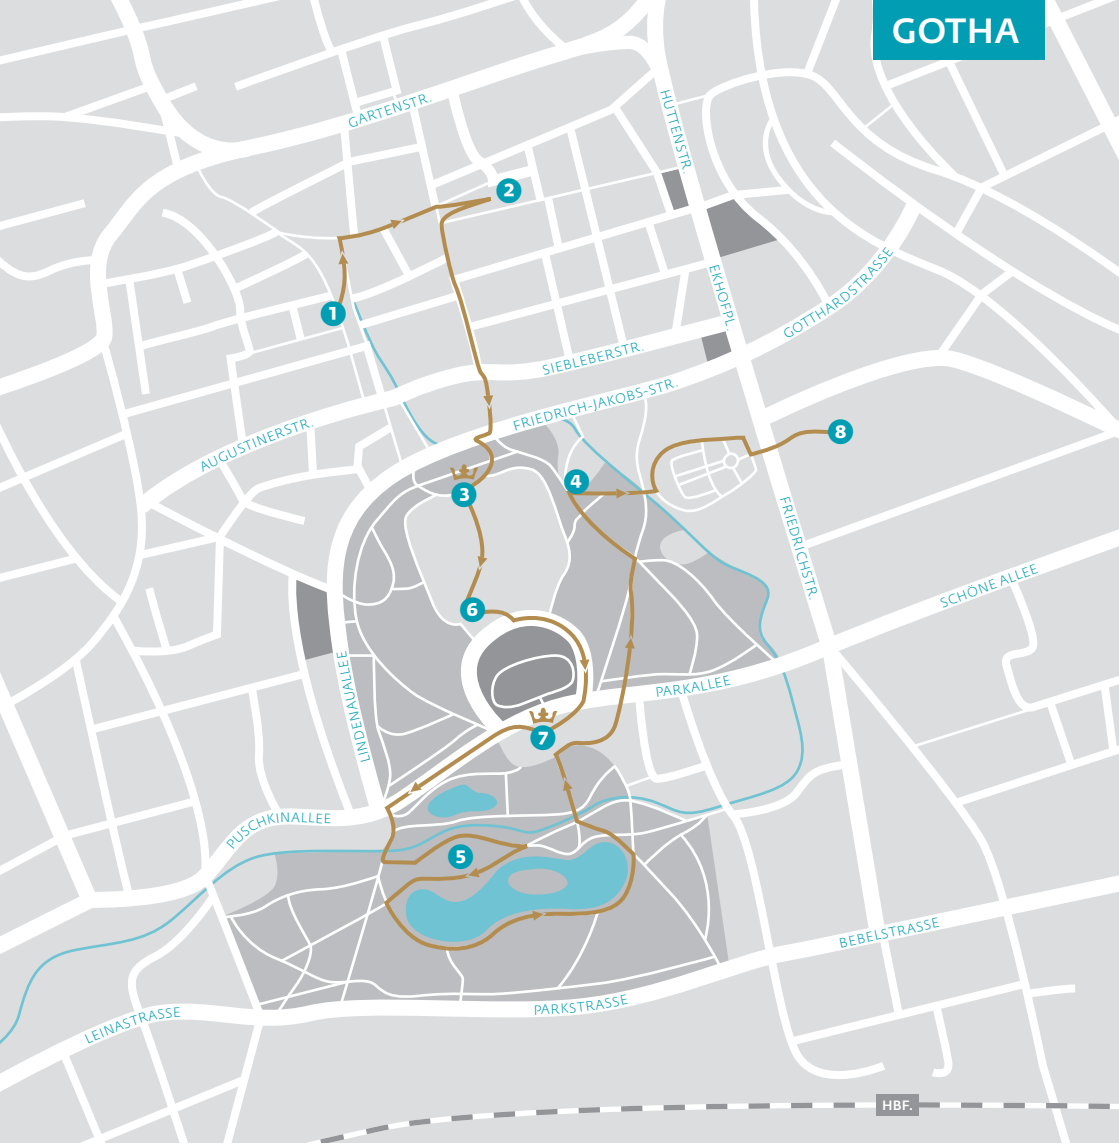 GOTHA
GARTENSTR.
HUTTENSTR.
2
1
EKHOFPL.
GOTTHARDSTRASSE
SIEBLEBERSTR.
FRIEDRICH-JAKOBS-STR.
AUGUSTINERSTR.
8
4
3
FRIEDRICHSTR.
SCHÖNE ALLEE
6
LINDENAUALLEE
PARKALLEE
7
PUSCHKINALLEE
5
BEBELSTRASSE
PARKSTRASSE
LEINASTRASSE
HBF.